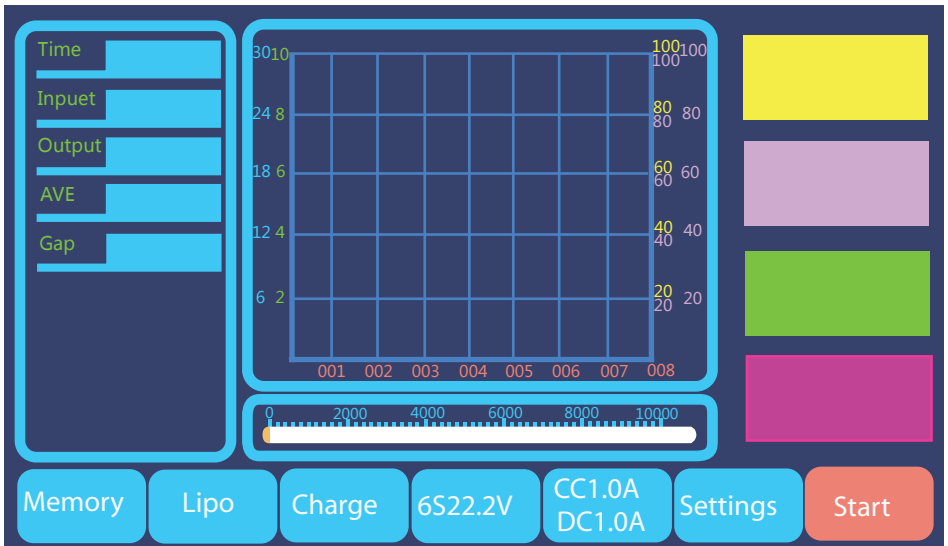 Time
Inpuet
Output
AVE
Gap
30 10 100 100
100
24 8 80 80
80
18 6 60 60
60
12 4 40 40
40
6 2 20 20
20
001 002 003 004 005 006 007 008
0 2000 4000 6000 8000 10000
Memory
Lipo
Charge
6S22.2V
CC1.0A
DC1.0A
Settings
Start